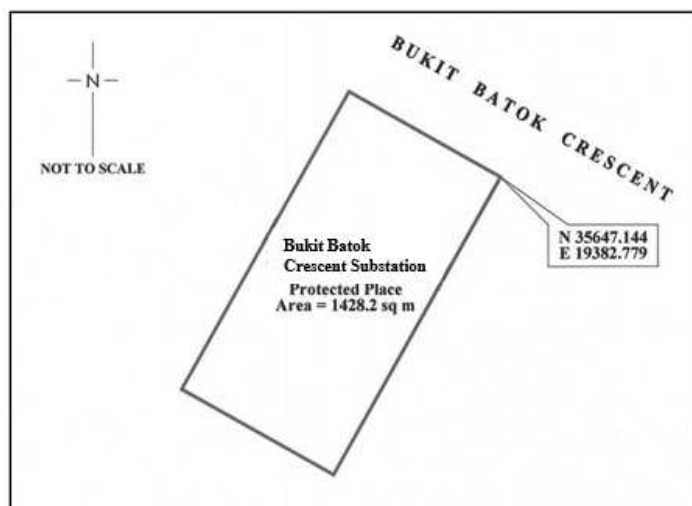 BUKIT BATOK CRESCENT
N
NOT TO SCALE
N 35647.144
E 19382.779
Bukit Batok
Crescent Substation
Protected Place
Area = 1428.2 sq m